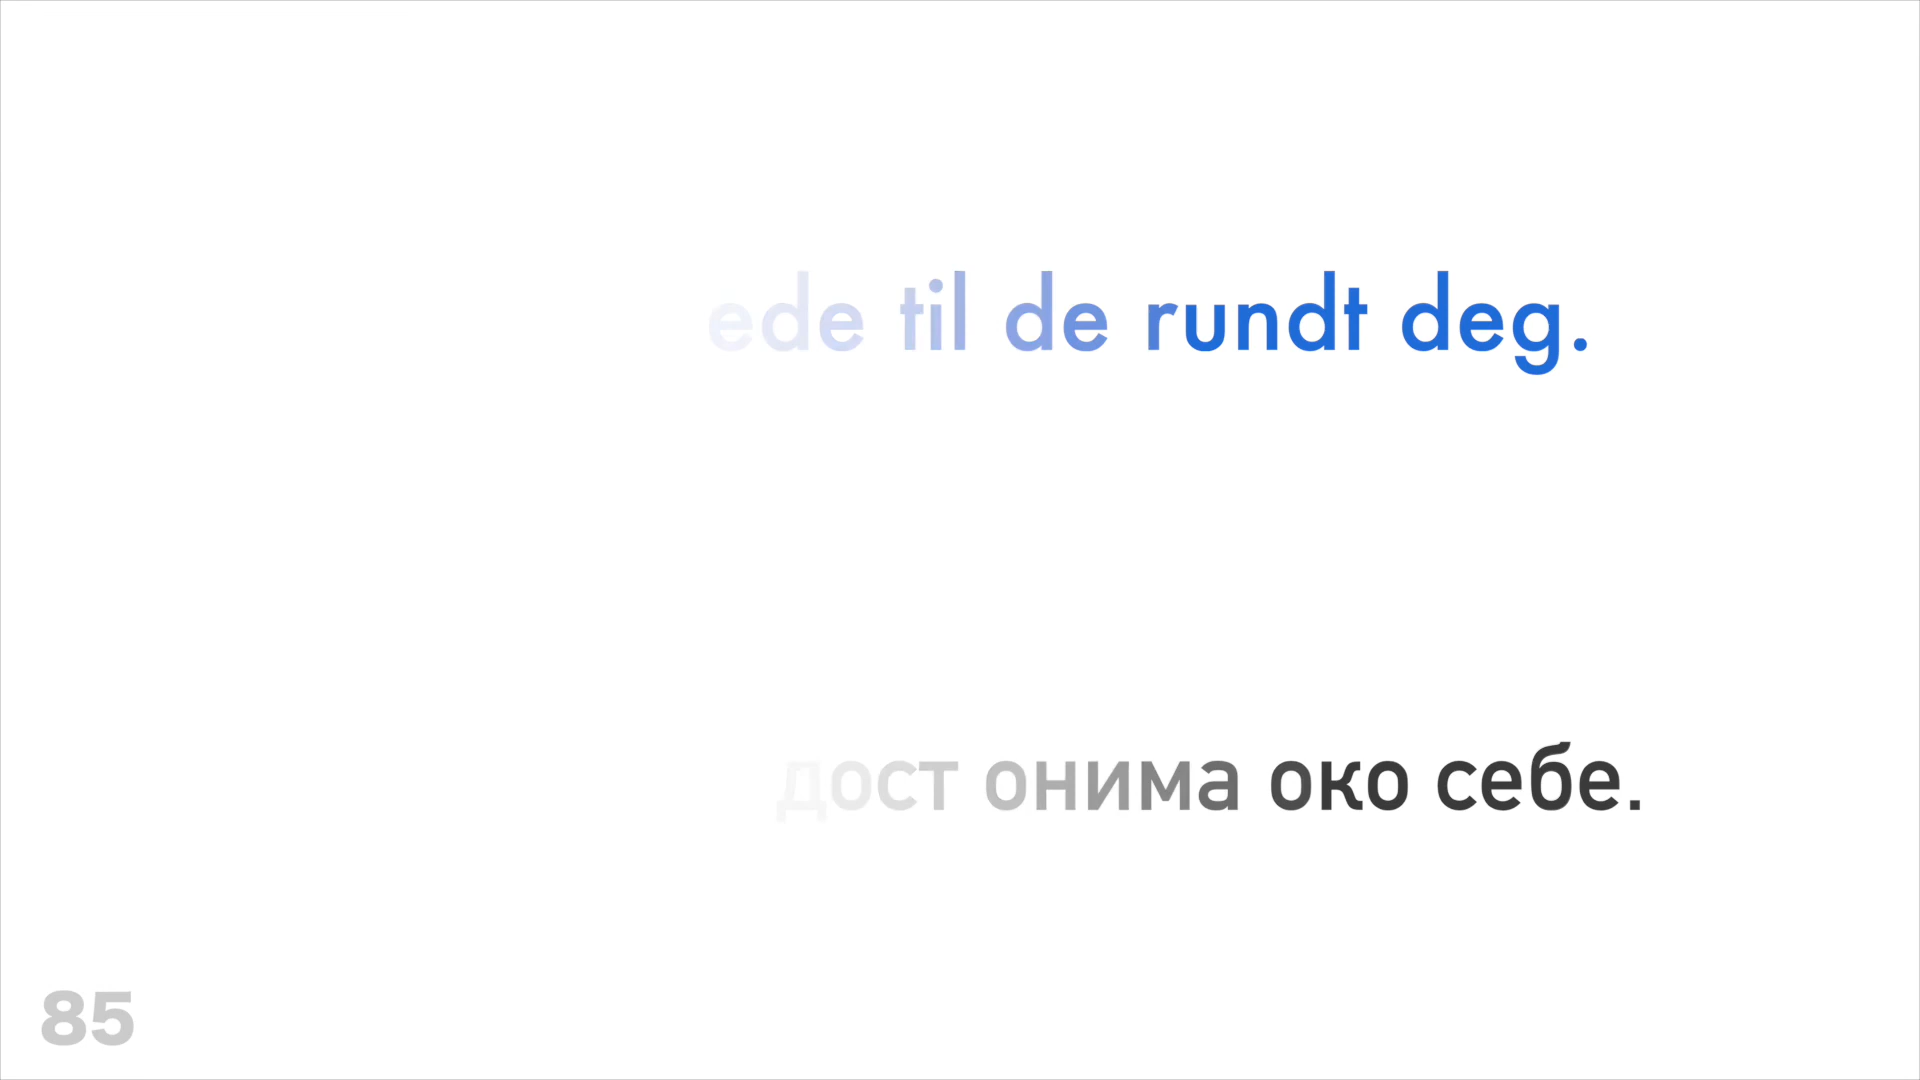 ede til de rundt deg.
дост онима око себе.
85